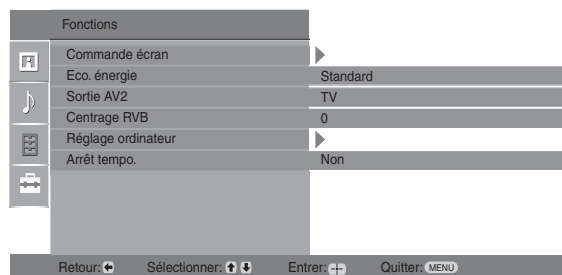 Fonctions
Commande écran
Eco. énergie Standard
Sortie AV2 TV
Centrage RVB 0
Réglage ordinateur
Arrêt tempo. Non
Retour: Sélectionner: Entrer: Quitter: MENU